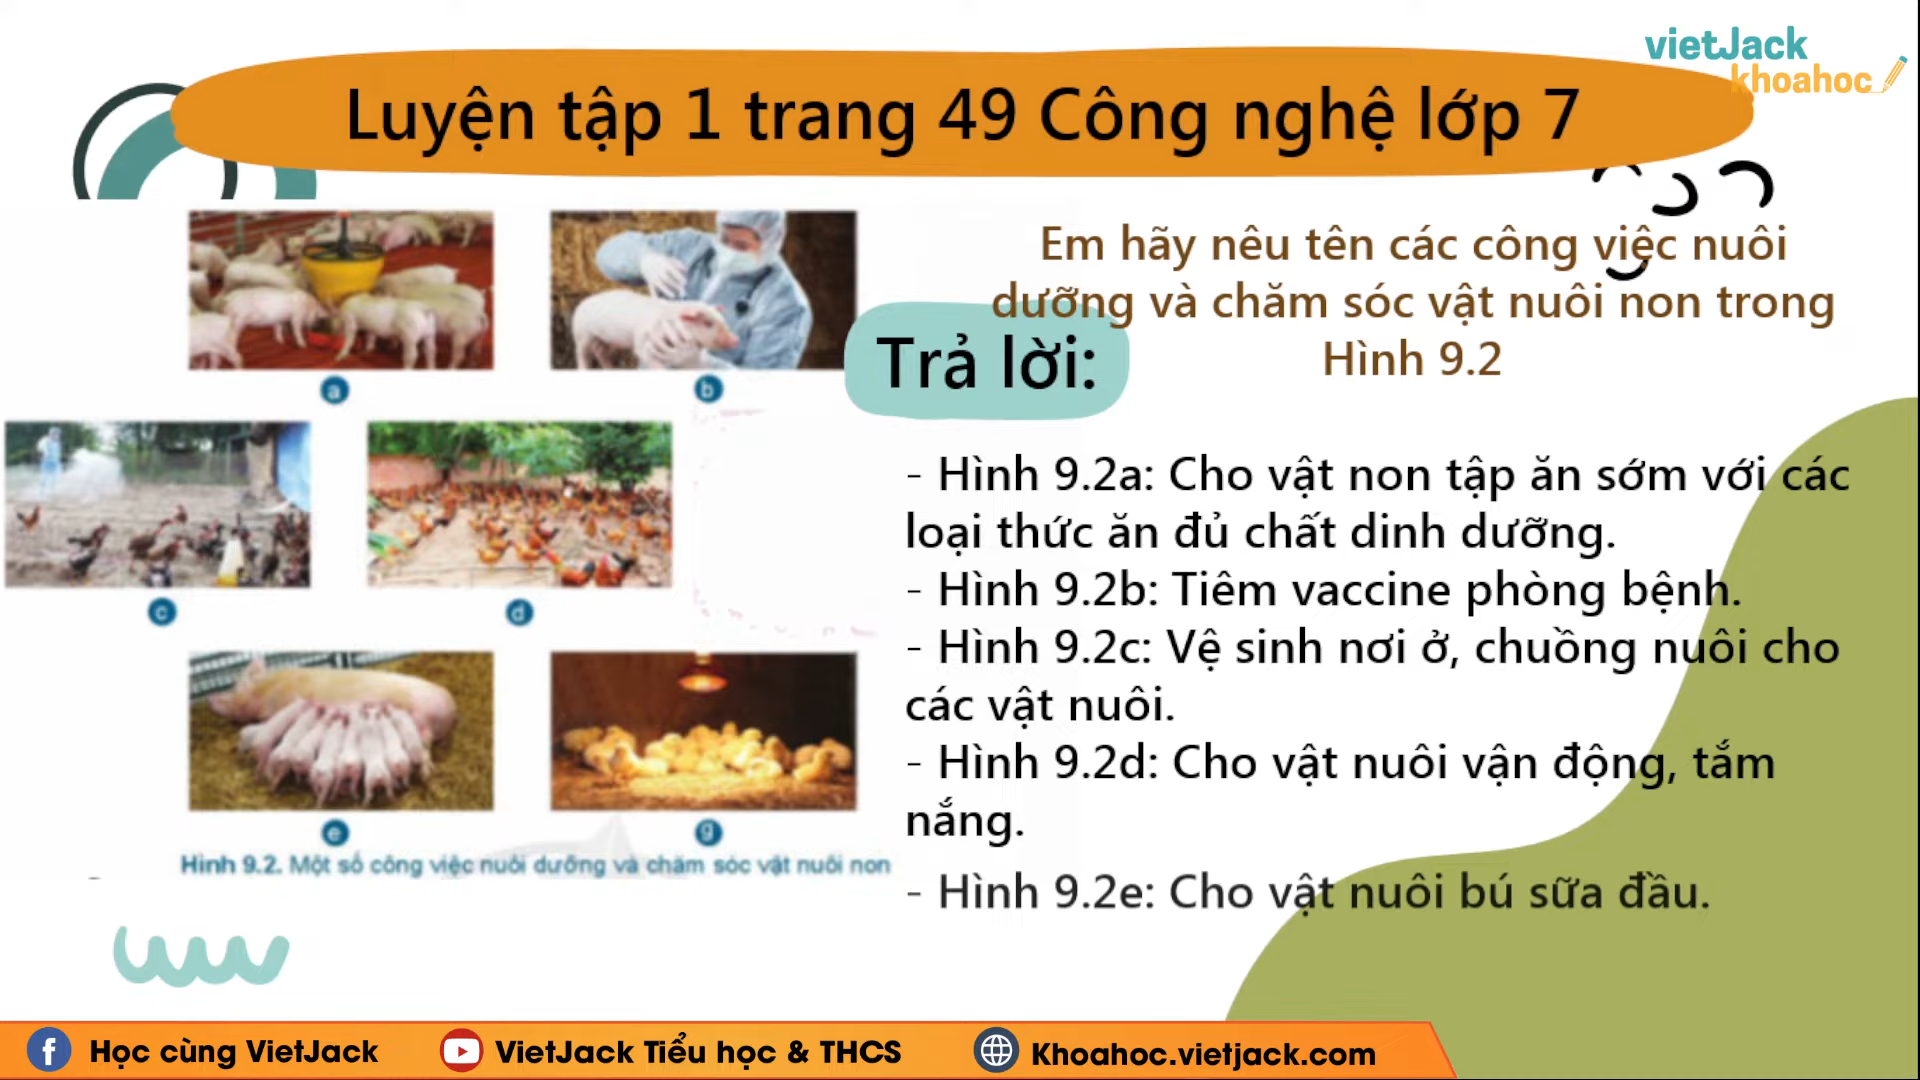 vietJack
khoahoc
Luyện tập 1 trang 49 Công nghệ lớp 7
Em hãy nêu tên các công việc nuôi
dưỡng và chăm sóc vật nuôi non trong
Hình 9.2
Trả lời:
a
b
c
d
e
g
Hình 9.2. Một số công việc nuôi dưỡng và chăm sóc vật nuôi non
- Hình 9.2a: Cho vật non tập ăn sớm với các
loại thức ăn đủ chất dinh dưỡng.
- Hình 9.2b: Tiêm vaccine phòng bệnh.
- Hình 9.2c: Vệ sinh nơi ở, chuồng nuôi cho
các vật nuôi.
- Hình 9.2d: Cho vật nuôi vận động, tắm
nắng.
- Hình 9.2e: Cho vật nuôi bú sữa đầu.
Học cùng VietJack
VietJack Tiểu học & THCS
Khoahoc.vietjack.com